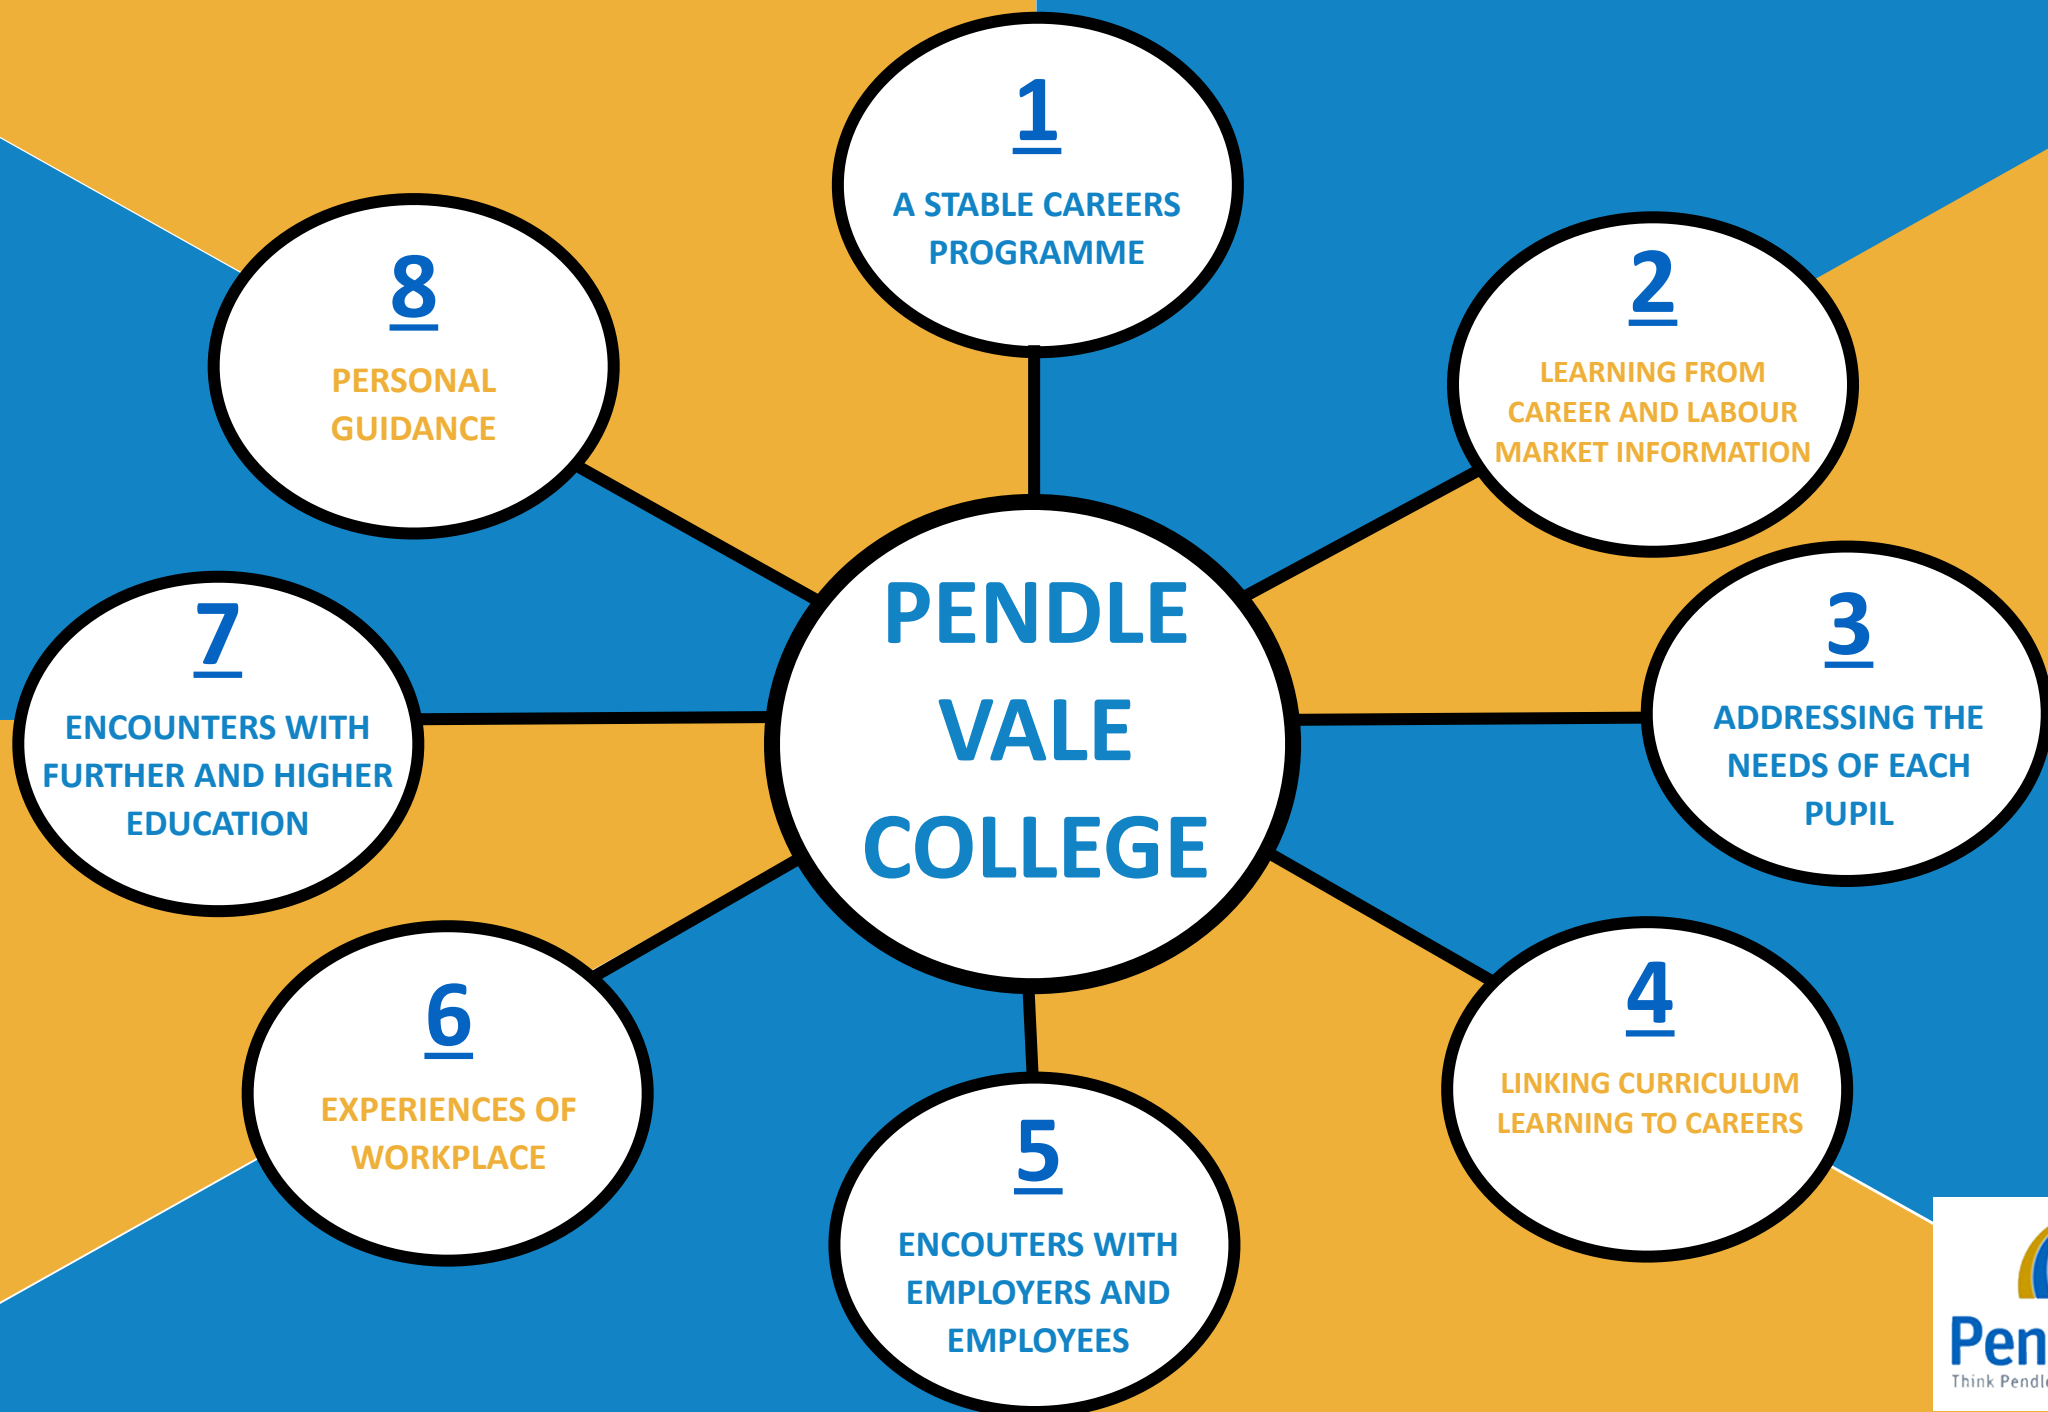 1
A STABLE CAREERS
PROGRAMME
2
LEARNING FROM
CAREER AND LABOUR
MARKET INFORMATION
3
ADDRESSING THE
NEEDS OF EACH
PUPIL
4
LINKING CURRICULUM
LEARNING TO CAREERS
5
ENCOUTERS WITH
EMPLOYERS AND
EMPLOYEES
6
EXPERIENCES OF
WORKPLACE
7
ENCOUNTERS WITH
FURTHER AND HIGHER
EDUCATION
8
PERSONAL
GUIDANCE
PENDLE
VALE
COLLEGE
Pen
Think Pendle